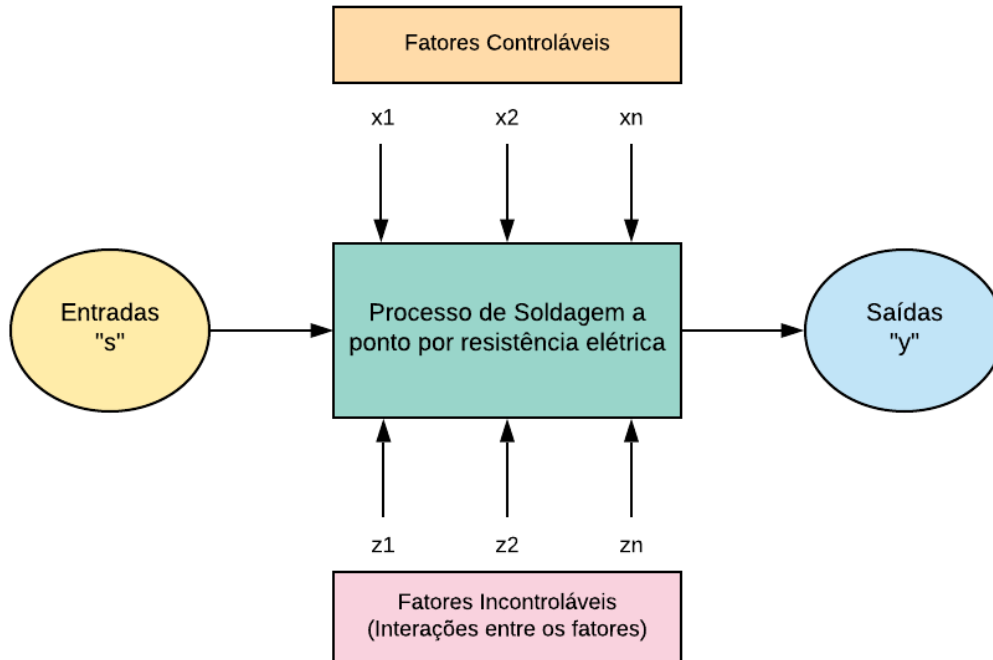 Fatores Controláveis
x1 x2 xn
Entradas
"s"
Processo de Soldagem a
ponto por resistência elétrica
Saídas
"y"
z1 z2 zn
Fatores Incontroláveis
(Interações entre os fatores)